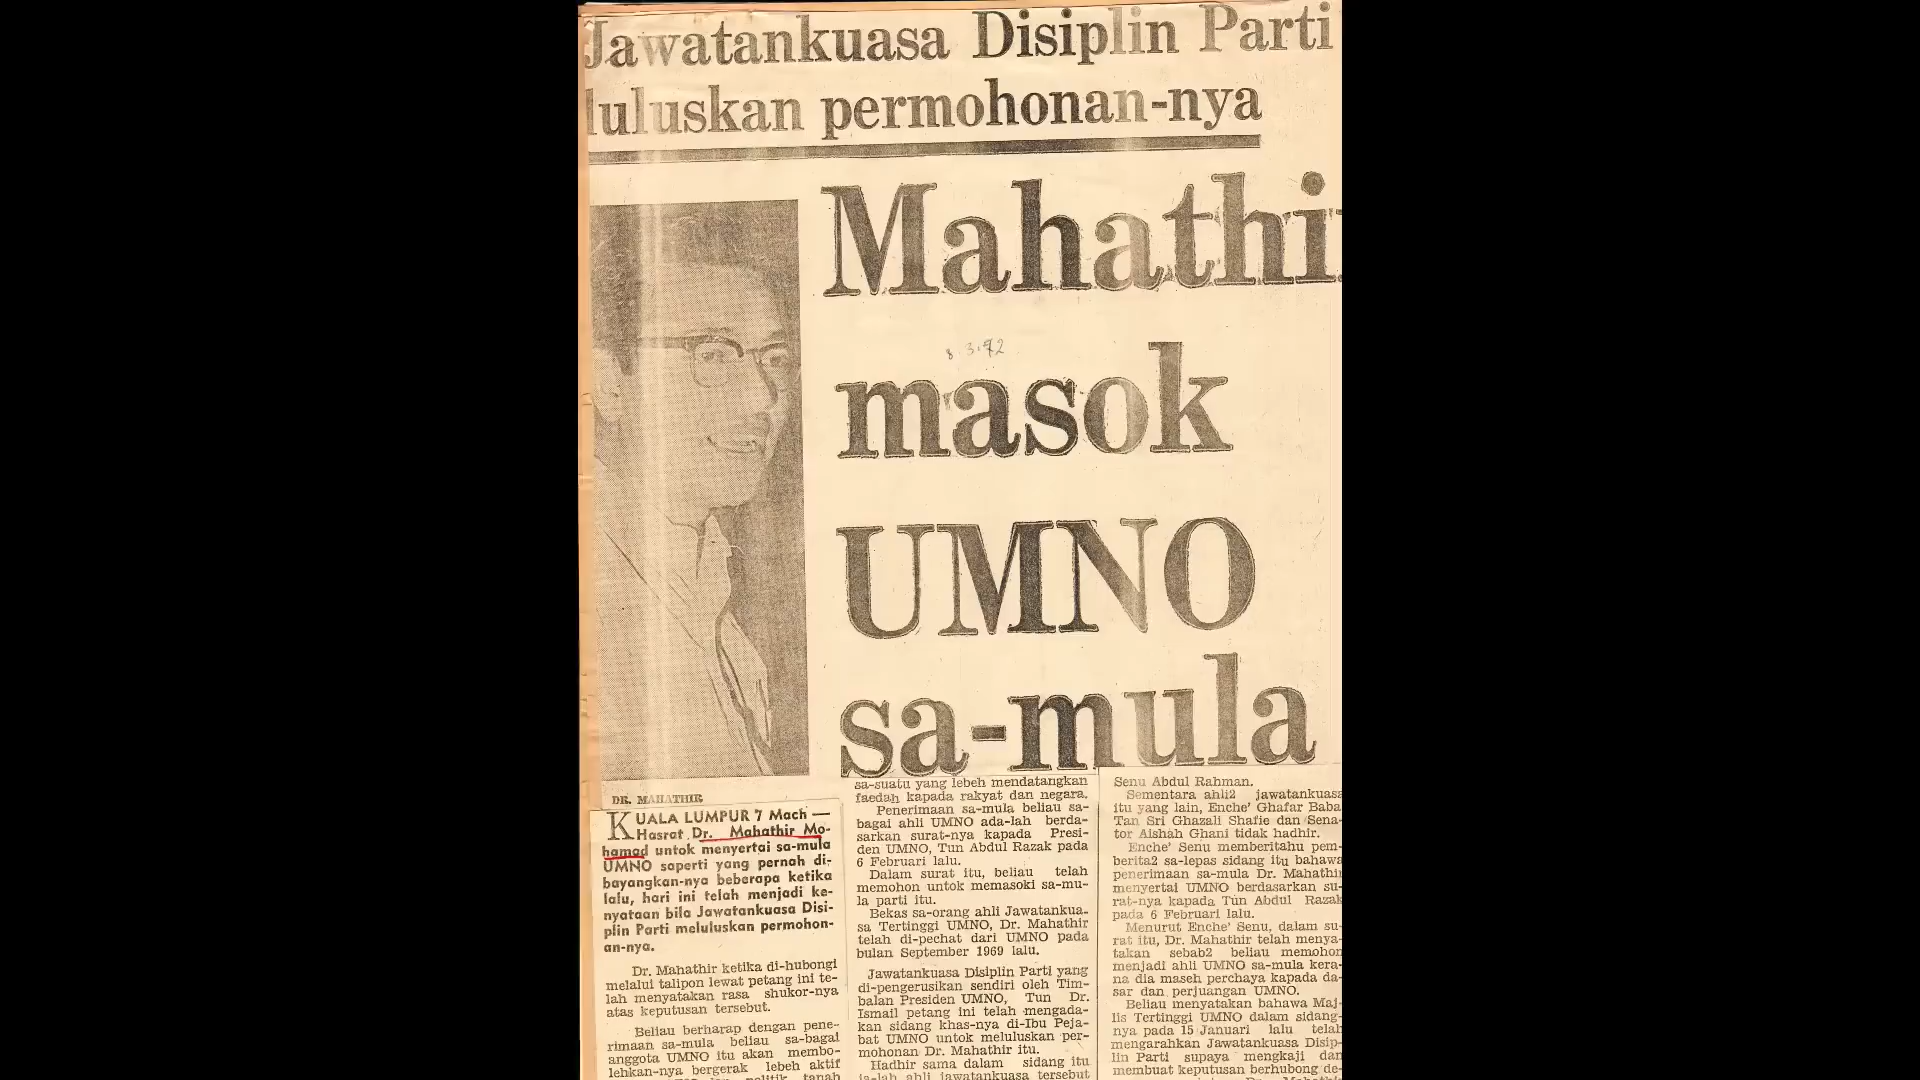 Jawatankuasa Disiplin Parti
luluskan permohonan-nya
Mahathi
masok
UMNO
sa-mula
8.3.72
DR. MAHATHIR
KUALA LUMPUR 7 Mach —
Hasrat Dr. Mahathir Mo-
hamad untok menyertai sa-mula
UMNO saperti yang pernah di-
bayangkan-nya beberapa ketika
lalu, hari ini telah menjadi ke-
nyataan bila Jawatankuasa Disi-
plin Parti meluluskan permohon-
an-nya.
Dr. Mahathir ketika di-hubongi
melalui talipon lewat petang ini te-
lah menyatakan rasa shukor-nya
atas keputusan tersebut.
Beliau berharap dengan pene-
rimaan sa-mula beliau sa-bagai
anggota UMNO itu akan membo-
lehkan-nya bergerak lebeh aktif
politik tanah
sa-suatu yang lebeh mendatangkan
faedah kapada rakyat dan negara.
Penerimaan sa-mula beliau sa-
bagai ahli UMNO ada-lah berda-
sarkan surat-nya kapada Presi-
den UMNO, Tun Abdul Razak pada
6 Februari lalu.
Dalam surat itu, beliau telah
memohon untuk memasoki sa-mu-
la parti itu.
Bekas sa-orang ahli Jawatankua-
sa Tertinggi UMNO, Dr. Mahathir
telah di-pechat dari UMNO pada
bulan September 1969 lalu.
Jawatankuasa Disiplin Parti yang
di-pengerusikan sendiri oleh Tim-
balan Presiden UMNO, Tun Dr.
Ismail petang ini telah mengada-
kan sidang khas-nya di-Ibu Peja-
bat UMNO untok meluluskan per-
mohonan Dr. Mahathir itu.
Hadhir sama dalam sidang itu
ia-lah ahli jawatankuasa tersebut
Senu Abdul Rahman.
Sementara ahli2 jawatankuasa
itu yang lain, Enche' Ghafar Baba
Tan Sri Ghazali Shafie dan Sena-
tor Aishah Ghani tidak hadhir.
Enche' Senu memberitahu pem-
berita2 sa-lepas sidang itu bahawa
penerimaan sa-mula Dr. Mahathir
menyertai UMNO berdasarkan su-
rat-nya kapada Tun Abdul Razak
pada 6 Februari lalu.
Menurut Enche' Senu, dalam su-
rat itu, Dr. Mahathir telah menya-
takan sebab2 beliau memohon
menjadi ahli UMNO sa-mula kera-
na dia maseh perchaya kapada da-
sar dan perjuangan UMNO.
Beliau menyatakan bahawa Maj-
lis Tertinggi UMNO dalam sidang-
nya pada 15 Januari lalu telah
mengarahkan Jawatankuasa Disip-
lin Parti supaya mengkaji dan
membuat keputusan berhubong de-